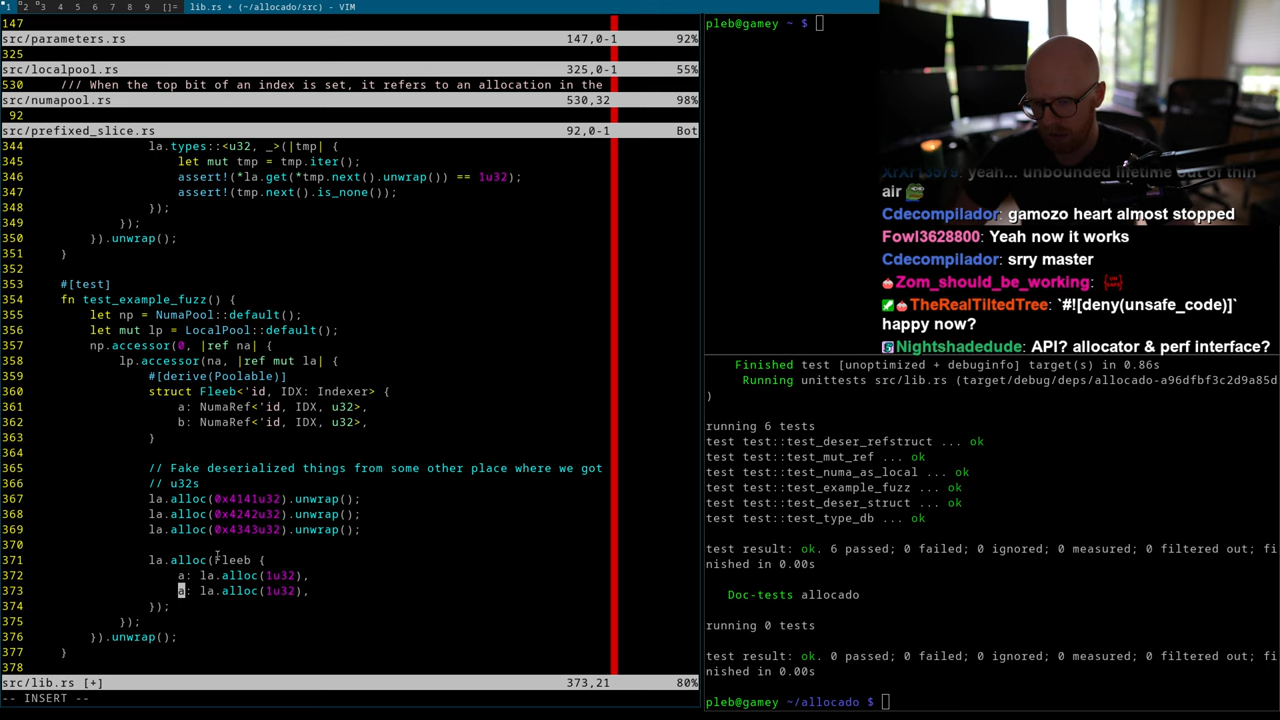 1 2 3 4 5 6 7 8 9 []= lib.rs + (~/allocado/src) - VIM
147
src/parameters.rs 147,0-1 92%
325
src/localpool.rs 325,0-1 55%
530 /// When the top bit of an index is set, it refers to an allocation in the
src/numapool.rs 530,32 98%
92
src/prefixed_slice.rs 92,0-1 Bot
344 la.types::<u32, _>(|tmp| {
345 let mut tmp = tmp.iter();
346 assert!(*la.get(*tmp.next().unwrap()) == 1u32);
347 assert!(tmp.next().is_none());
348 });
349 });
350 }).unwrap();
351 }
352
353 #[test]
354 fn test_example_fuzz() {
355 let np = NumaPool::default();
356 let mut lp = LocalPool::default();
357 np.accessor(0, |ref na| {
358 lp.accessor(na, |ref mut la| {
359 #[derive(Poolable)]
360 struct Fleeb<'id, IDX: Indexer> {
361 a: NumaRef<'id, IDX, u32>,
362 b: NumaRef<'id, IDX, u32>,
363 }
364
365 // Fake deserialized things from some other place where we got
366 // u32s
367 la.alloc(0x4141u32).unwrap();
368 la.alloc(0x4242u32).unwrap();
369 la.alloc(0x4343u32).unwrap();
370
371 la.alloc(Fleeb {
372 a: la.alloc(1u32),
373 a: la.alloc(1u32),
374 });
375 });
376 }).unwrap();
377 }
378
src/lib.rs [+] 373,21 80%
-- INSERT --
pleb@gamey ~ $
XrXr13579: yeah... unbounded lifetime out of thin
air
Cdecompilador: gamozo heart almost stopped
Fowl3628800: Yeah now it works
Cdecompilador: srry master
Zom_should_be_working:
TheRealTiltedTree: `#![deny(unsafe_code)]`
happy now?
Nightshadedude: API? allocator & perf interface?
Finished test [unoptimized + debuginfo] target(s) in 0.86s
Running unittests src/lib.rs (target/debug/deps/allocado-a96dfbf3c2d9a85d
)
running 6 tests
test test::test_deser_refstruct ... ok
test test::test_mut_ref ... ok
test test::test_numa_as_local ... ok
test test::test_example_fuzz ... ok
test test::test_deser_struct ... ok
test test::test_type_db ... ok
test result: ok. 6 passed; 0 failed; 0 ignored; 0 measured; 0 filtered out; fi
nished in 0.00s
Doc-tests allocado
running 0 tests
test result: ok. 0 passed; 0 failed; 0 ignored; 0 measured; 0 filtered out; fi
nished in 0.00s
pleb@gamey ~/allocado $